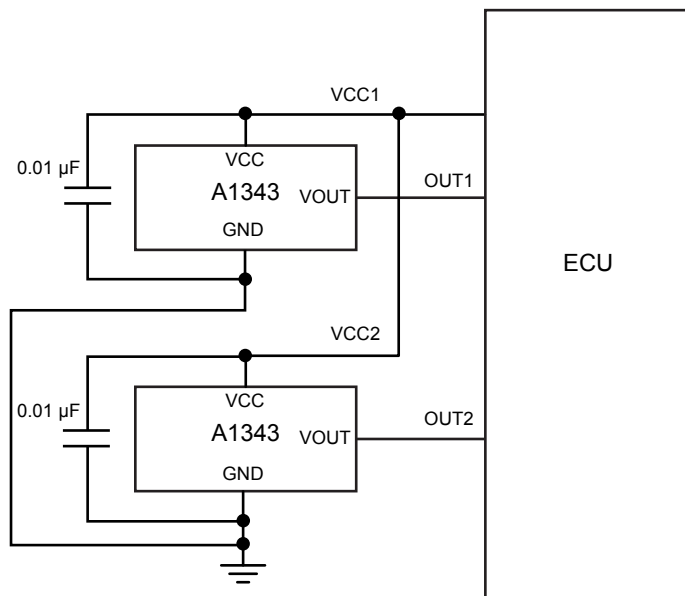 VCC1
0.01 µF
VCC
A1343
VOUT
GND
OUT1
ECU
VCC2
0.01 µF
VCC
A1343
VOUT
GND
OUT2